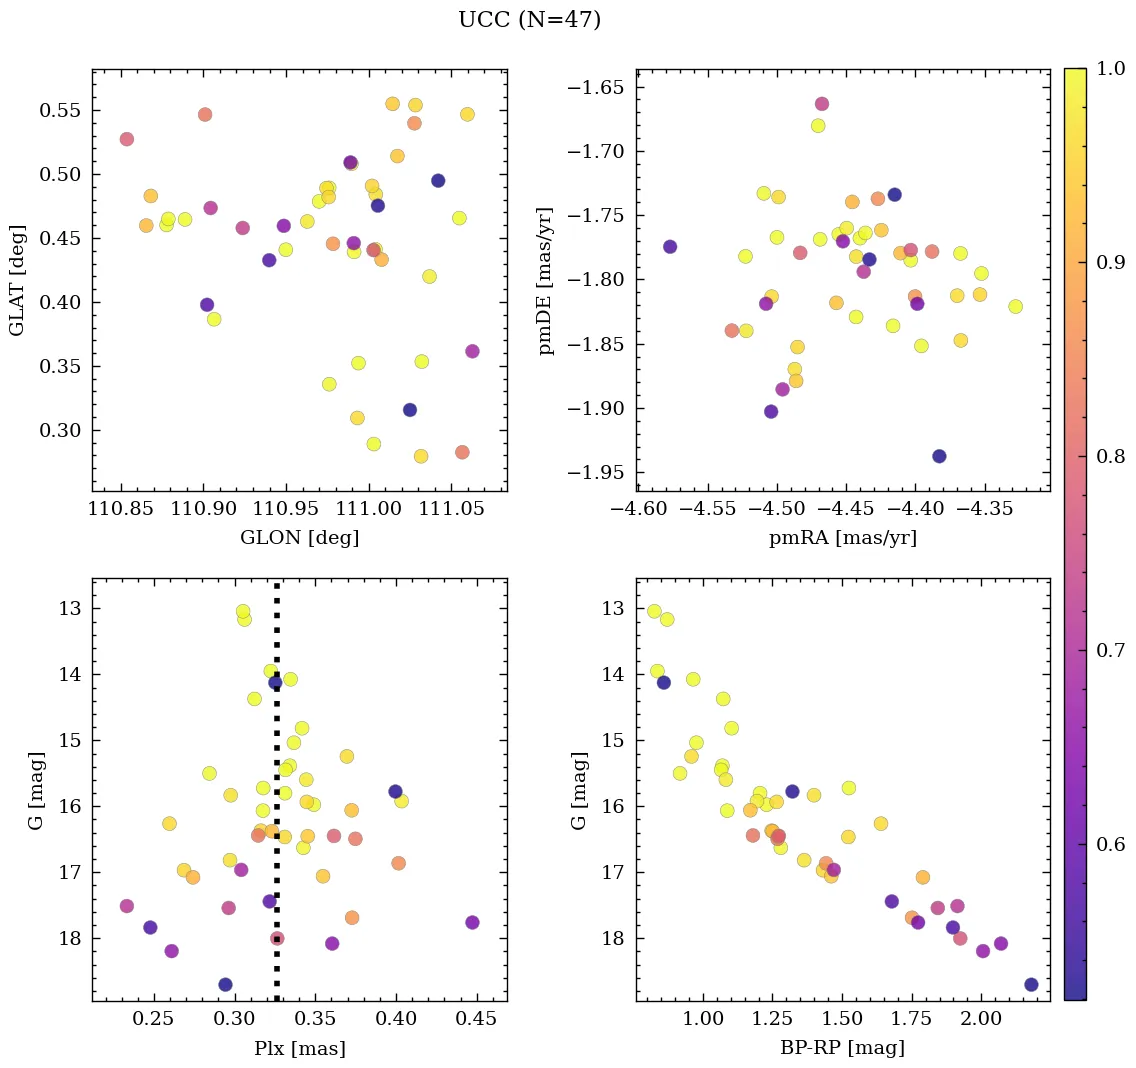 UCC (N=47)
0.55
0.50
0.45
0.40
0.35
0.30
GLAT [deg]
110.85 110.90 110.95 111.00 111.05
GLON [deg]
−1.65
−1.70
−1.75
−1.80
−1.85
−1.90
−1.95
pmDE [mas/yr]
−4.60 −4.55 −4.50 −4.45 −4.40 −4.35
pmRA [mas/yr]
1.0
0.9
0.8
0.7
0.6
13
14
15
16
17
18
G [mag]
0.25 0.30 0.35 0.40 0.45
Plx [mas]
13
14
15
16
17
18
G [mag]
1.00 1.25 1.50 1.75 2.00
BP-RP [mag]